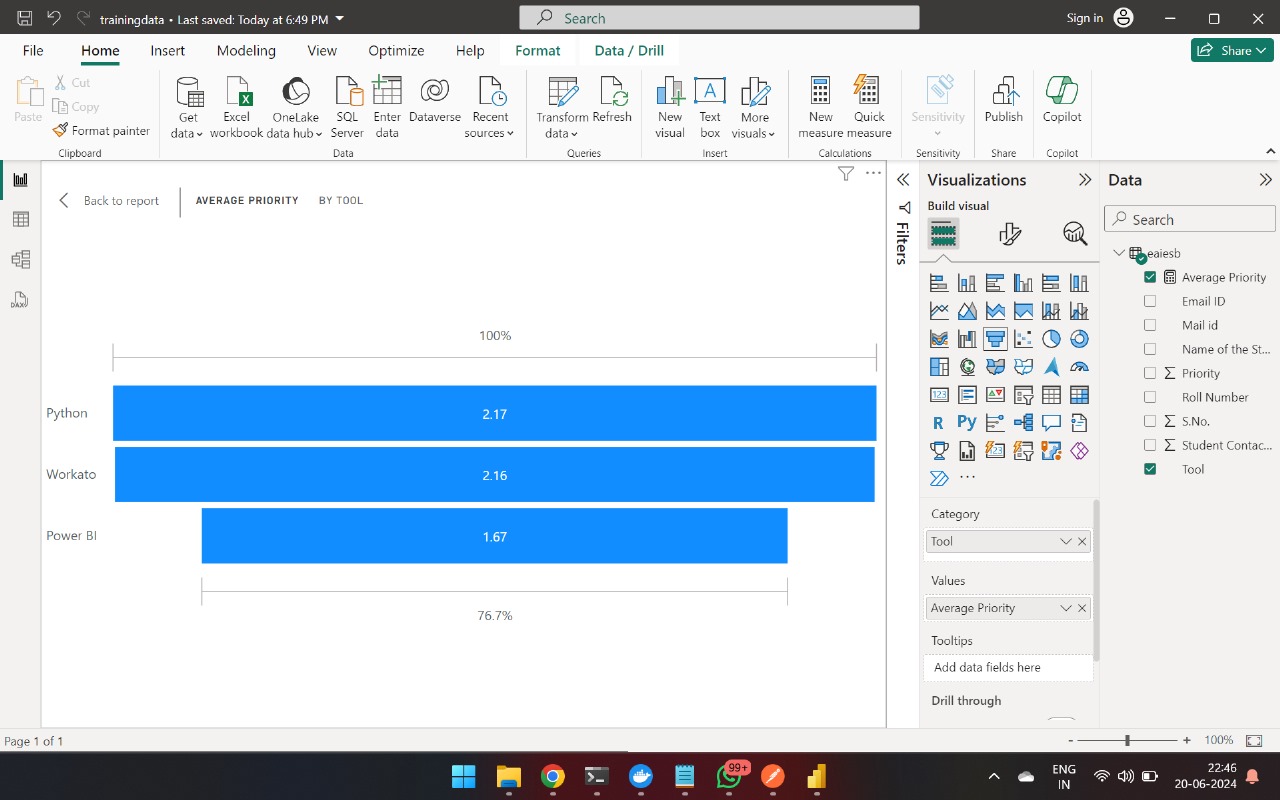 trainingdata • Last saved: Today at 6:49 PM
Search
Sign in
File
Home
Insert
Modeling
View
Optimize
Help
Format
Data / Drill
Share
Paste
Cut
Copy
Format painter
Clipboard
Get data
Excel workbook
OneLake data hub
SQL Server
Enter data
Dataverse
Recent sources
Data
Transform data
Refresh
Queries
New visual
Text box
More visuals
Insert
New measure
Quick measure
Calculations
Sensitivity
Sensitivity
Publish
Share
Copilot
Copilot
Back to report
AVERAGE PRIORITY
BY TOOL
100%
Python
2.17
Workato
2.16
Power BI
1.67
76.7%
Filters
Visualizations
Build visual
123
R
Py
123
Category
Tool
Values
Average Priority
Tooltips
Add data fields here
Drill through
Data
Search
eaiesb
Average Priority
Email ID
Mail id
Name of the St...
Priority
Roll Number
S.No.
Student Contac...
Tool
DAX
Page 1 of 1
- + 100%
99+
ENG
IN
22:46
20-06-2024